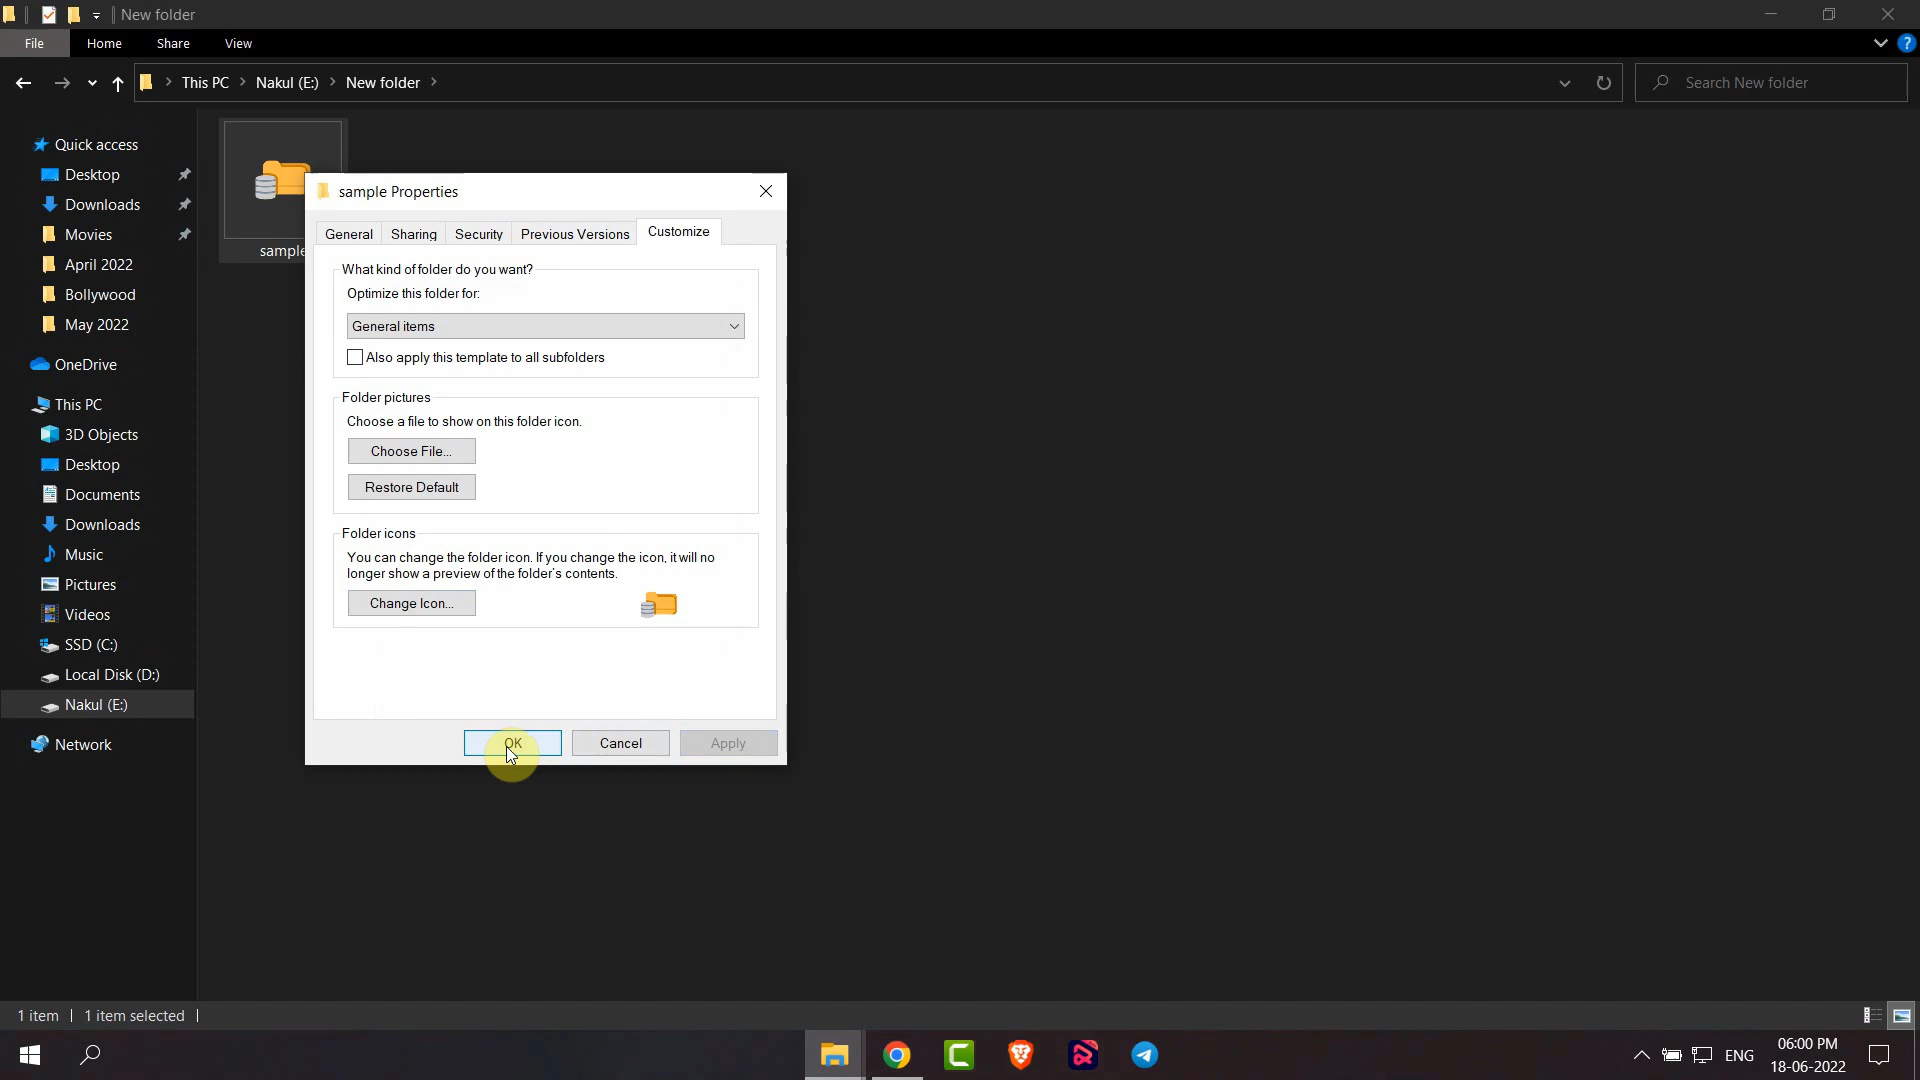 New folder
File Home Share View ?
This PC Nakul (E:) New folder Search New folder
Quick access
Desktop
Downloads
Movies
April 2022
Bollywood
May 2022
OneDrive
This PC
3D Objects
Desktop
Documents
Downloads
Music
Pictures
Videos
SSD (C:)
Local Disk (D:)
Nakul (E:)
Network
sample
sample Properties
General Sharing Security Previous Versions Customize
What kind of folder do you want?
Optimize this folder for:
General items
Also apply this template to all subfolders
Folder pictures
Choose a file to show on this folder icon.
Choose File...
Restore Default
Folder icons
You can change the folder icon. If you change the icon, it will no
longer show a preview of the folder's contents.
Change Icon...
OK Cancel Apply
1 item 1 item selected
ENG 06:00 PM
18-06-2022